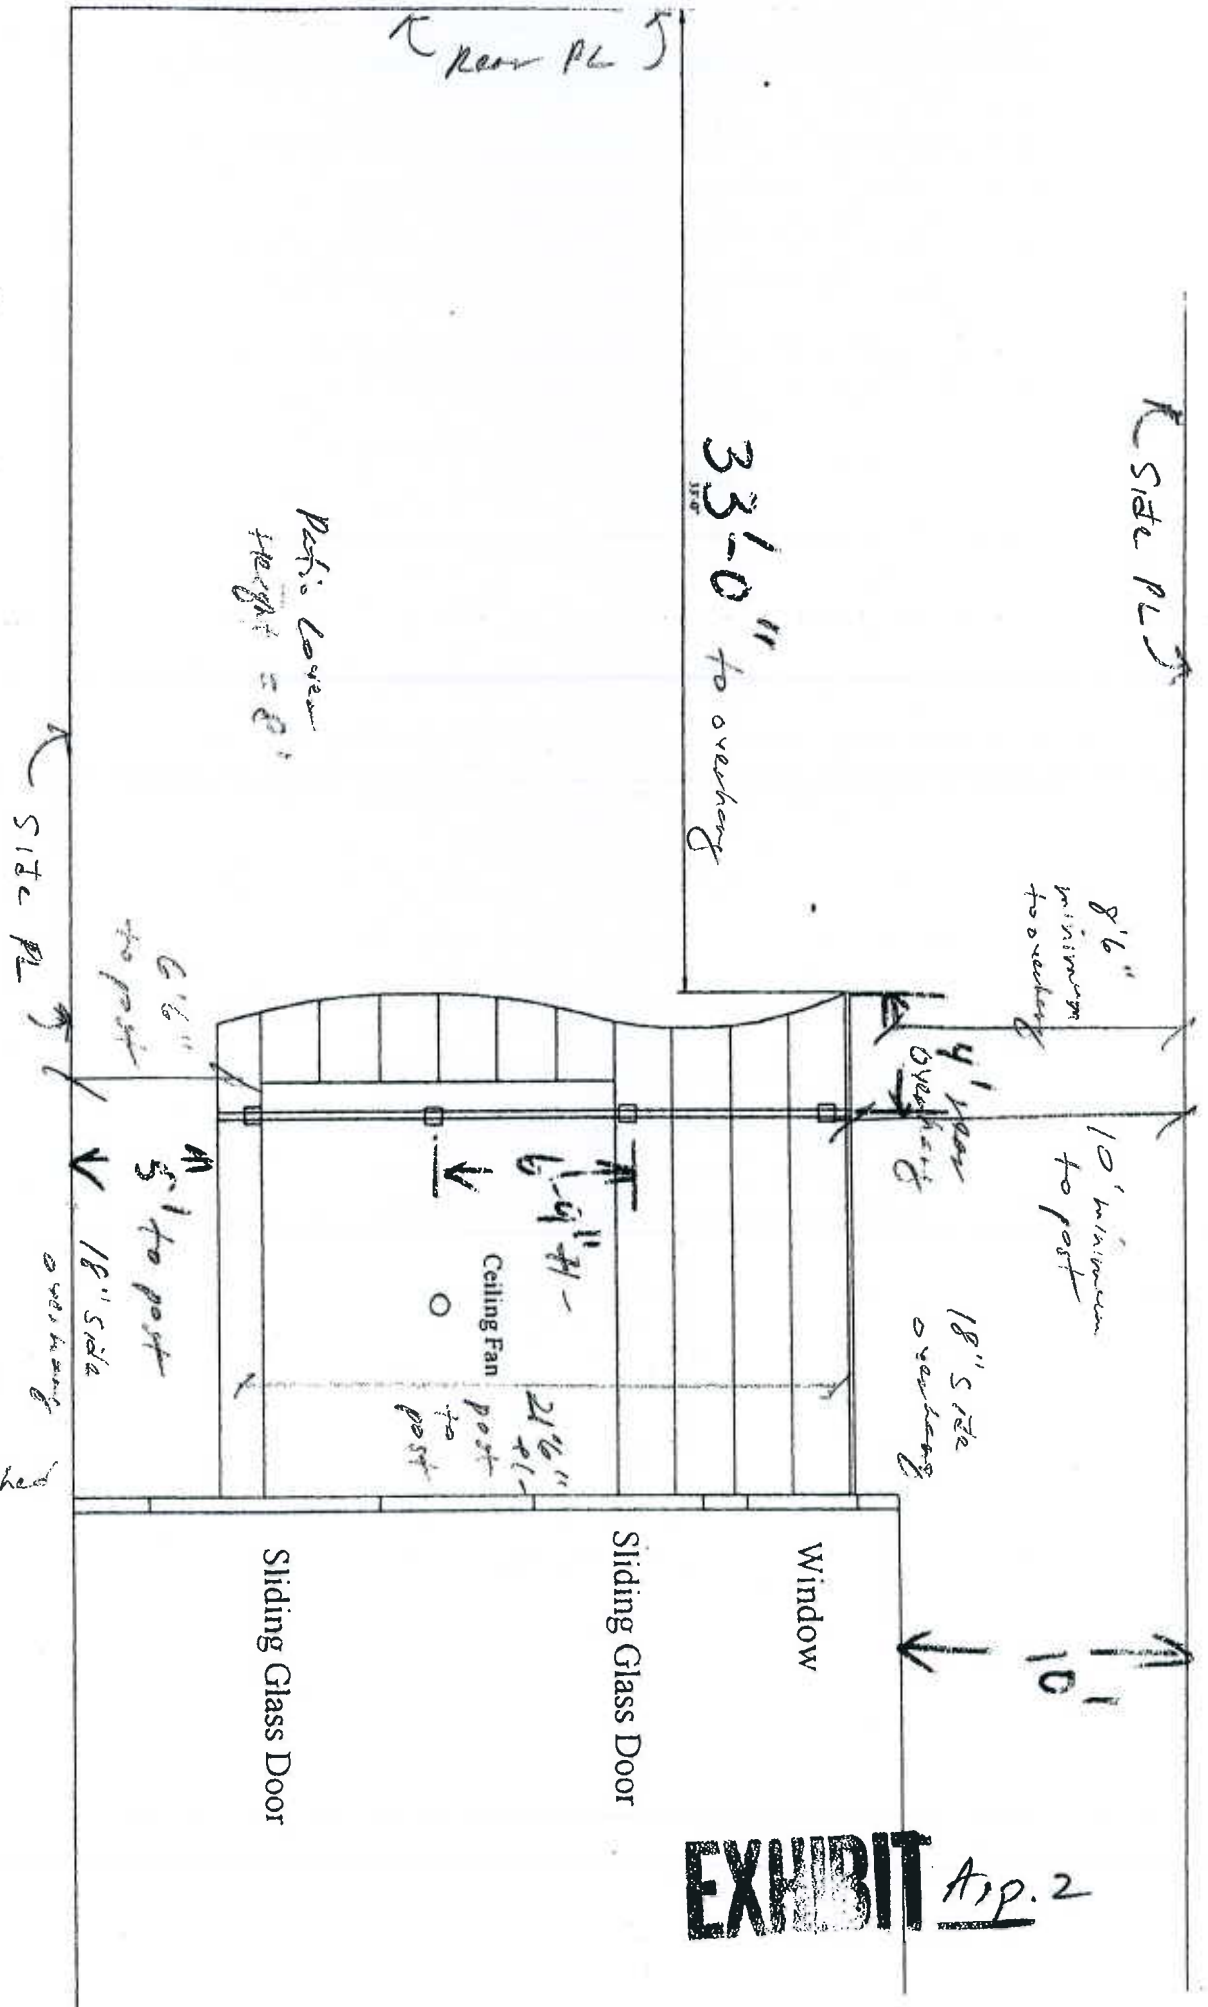 Rear PL
Side PL
33'-0"
33'-0"
to overhang
Patio Cover
Height = 8'
Side PL
8'6"
minimum
to overhang
4' rear
overhang
10' minimum
to post
6'6"
to post
5' to post
18" side
overhang
6'-4" +/-
Ceiling Fan
21'6"
+/-
post
to
post
18" side
overhang
Window
Sliding Glass Door
Sliding Glass Door
10'
EXHIBIT A, p. 2